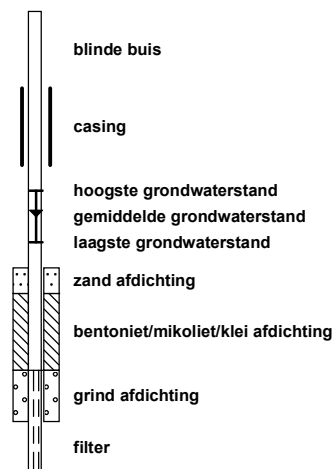 blinde buis
casing
hoogste grondwaterstand
gemiddelde grondwaterstand
laagste grondwaterstand
zand afdichting
bentoniet/mikoliet/klei afdichting
grind afdichting
filter